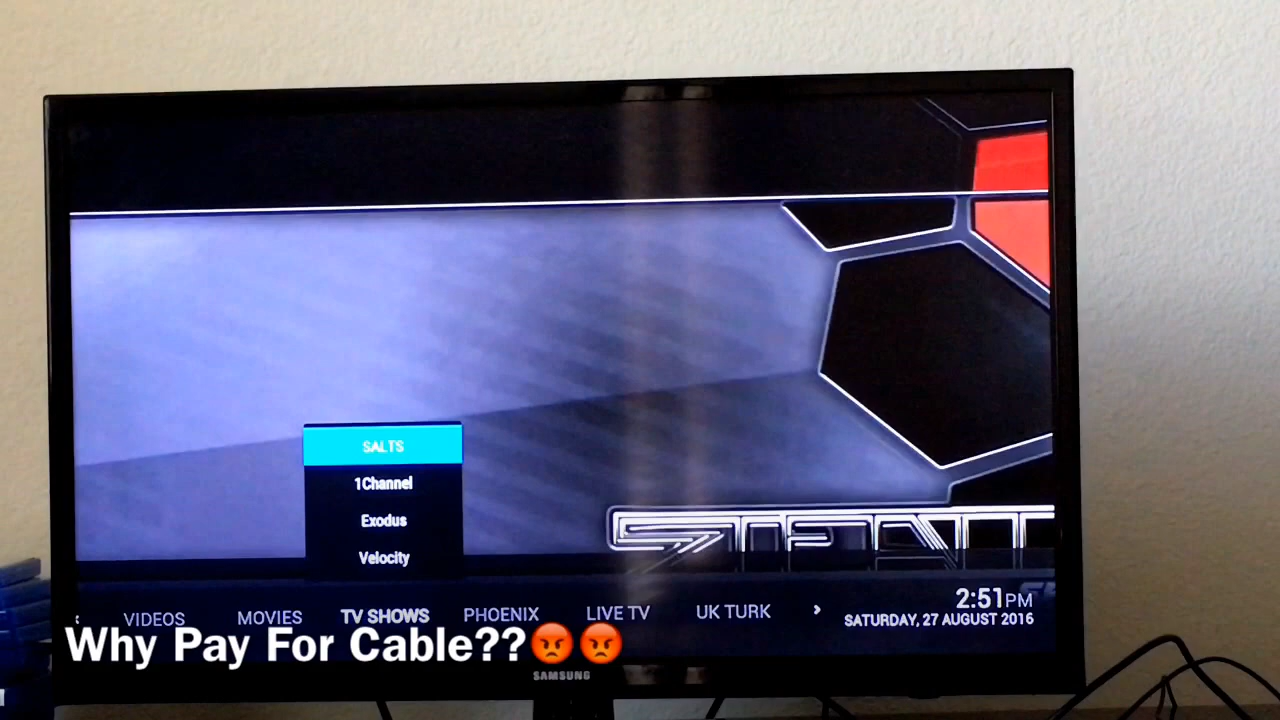 SALTS
1Channel
Exodus
Velocity
VIDEOS MOVIES TV SHOWS PHOENIX LIVE TV UK TURK
2:51PM
SATURDAY, 27 AUGUST 2016
Why Pay For Cable??😡😡
SAMSUNG